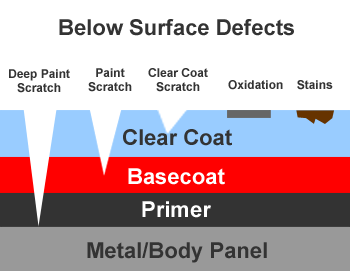 Below Surface Defects
Deep Paint
Scratch
Paint
Scratch
Clear Coat
Scratch
Oxidation
Stains
Clear Coat
Basecoat
Primer
Metal/Body Panel